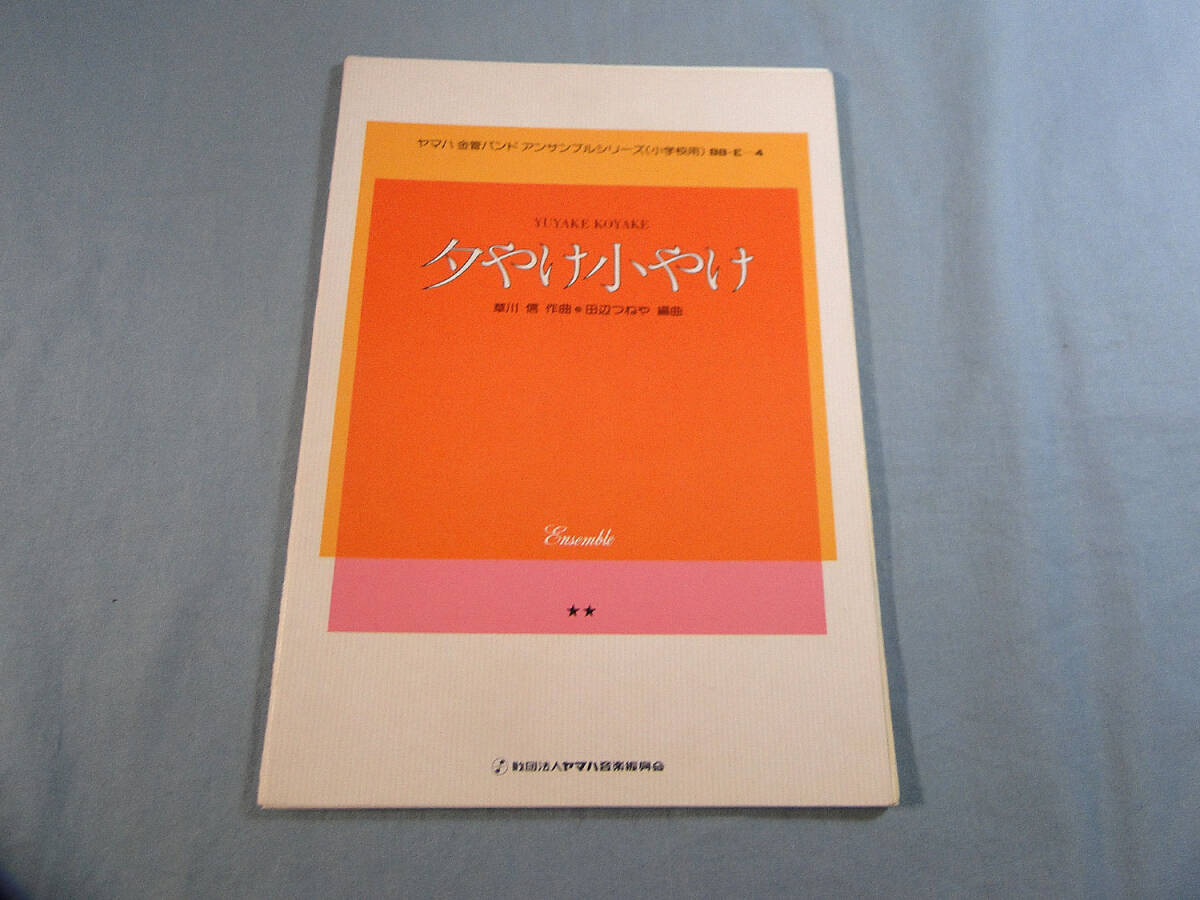 ヤマハ金管バンド アンサンブルシリーズ(小学校用) BB-E-4
YUYAKE KOYAKE
夕やけ小やけ
草川 信 作曲●田辺つねや 編曲
Ensemble
★★
財団法人ヤマハ音楽振興会